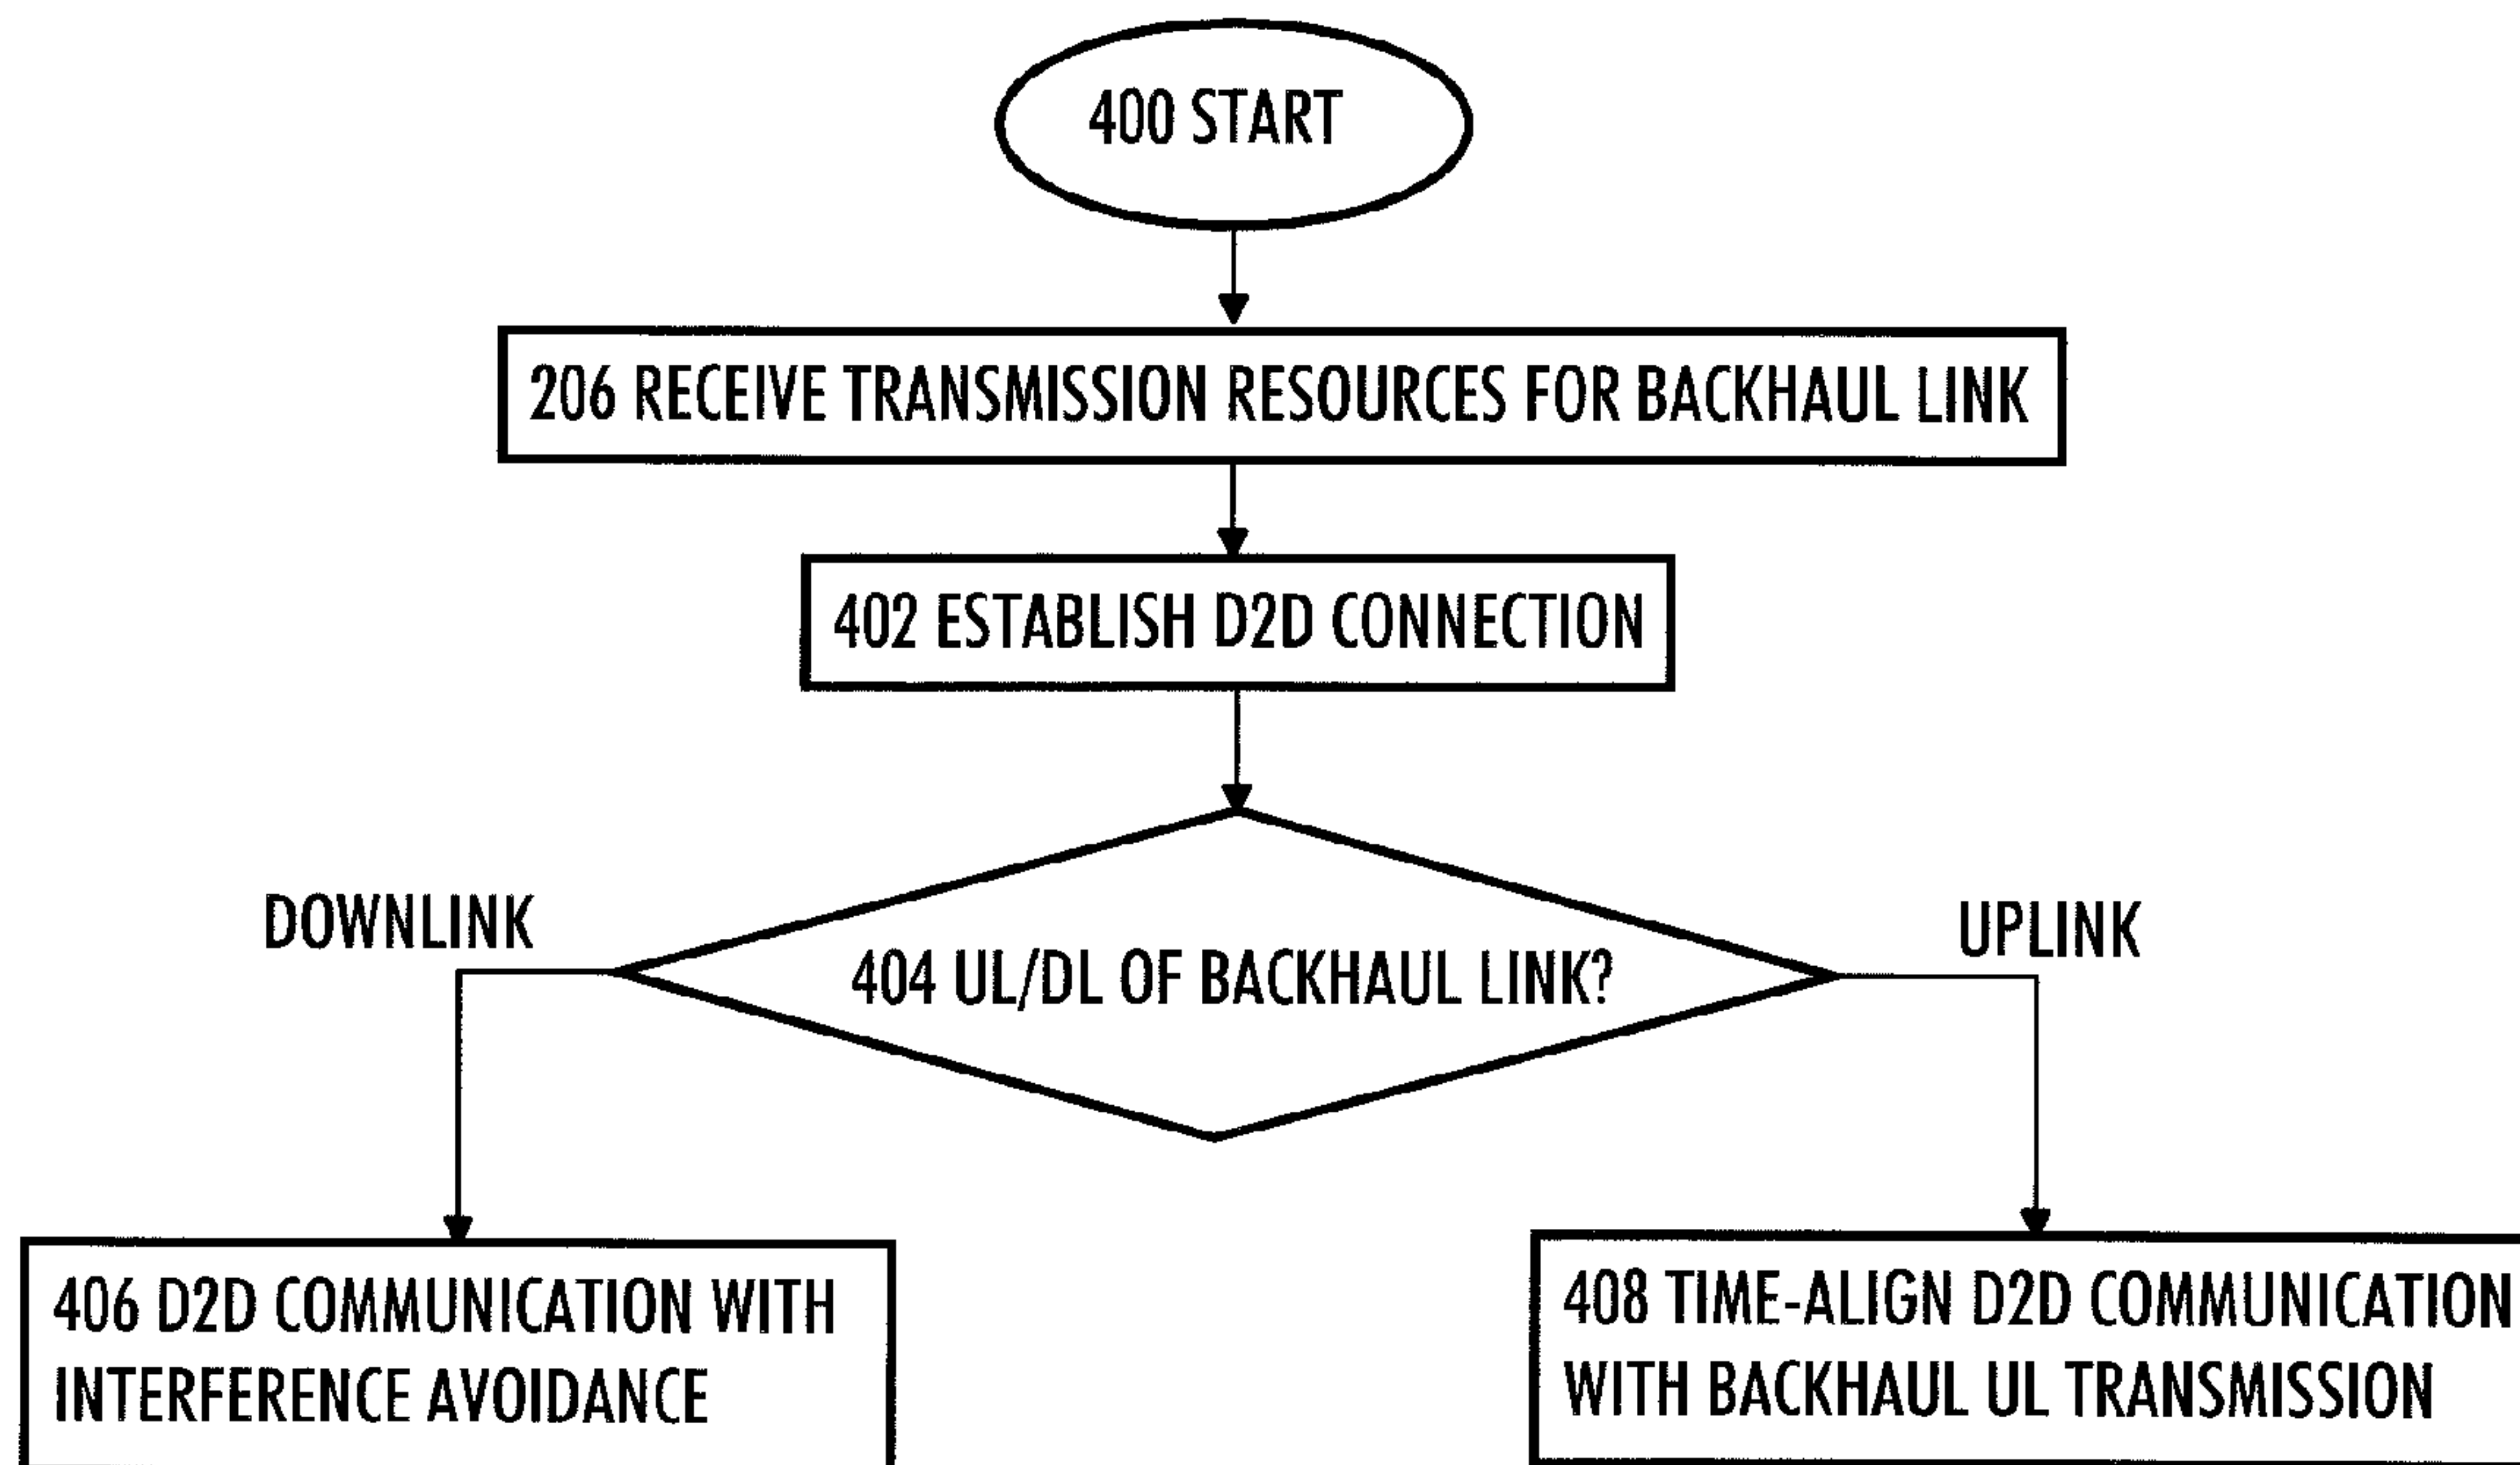 400 START
206 RECEIVE TRANSMISSION RESOURCES FOR BACKHAUL LINK
402 ESTABLISH D2D CONNECTION
DOWNLINK
UPLINK
404 UL/DL OF BACKHAUL LINK?
406 D2D COMMUNICATION WITH
INTERFERENCE AVOIDANCE
408 TIME-ALIGN D2D COMMUNICATION
WITH BACKHAUL UL TRANSMISSION